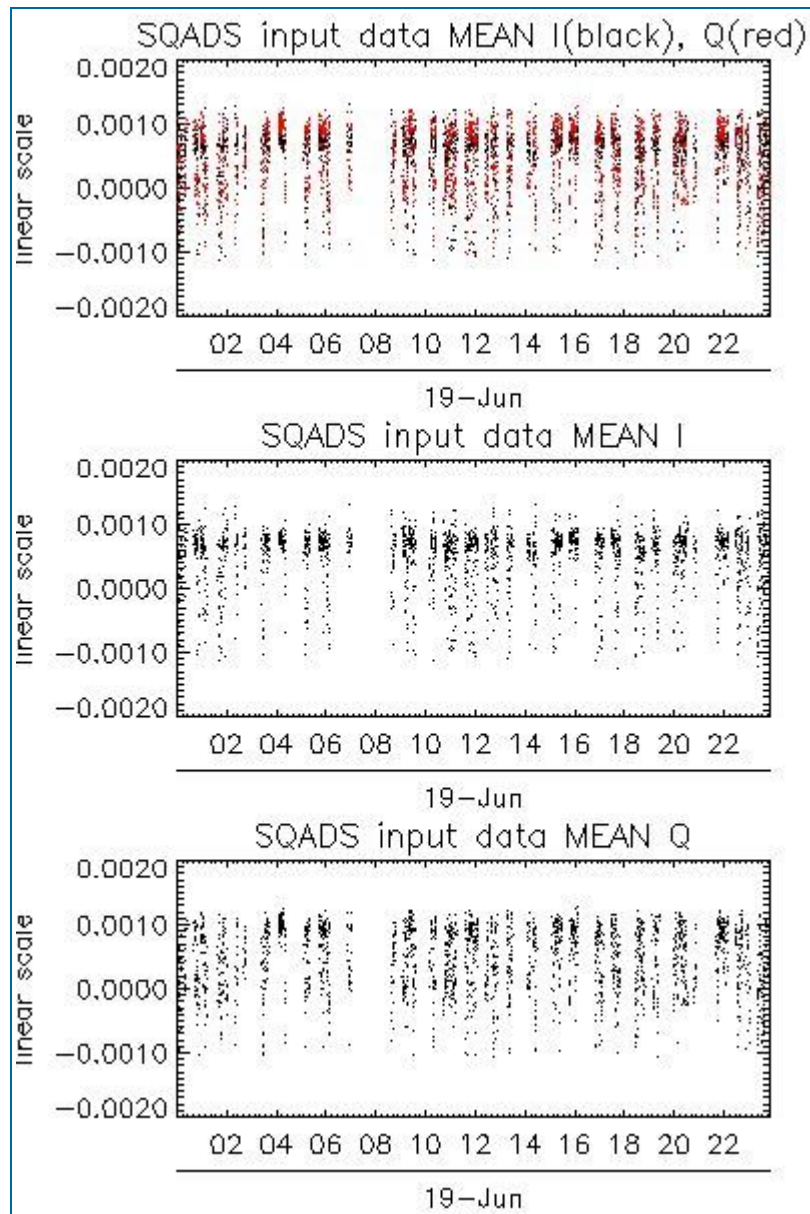 SQADS input data MEAN I(black), Q(red)
0.0020
0.0010
0.0000
−0.0010
−0.0020
linear scale
02 04 06 08 10 12 14 16 18 20 22
19−Jun
SQADS input data MEAN I
0.0020
0.0010
0.0000
−0.0010
−0.0020
linear scale
02 04 06 08 10 12 14 16 18 20 22
19−Jun
SQADS input data MEAN Q
0.0020
0.0010
0.0000
−0.0010
−0.0020
linear scale
02 04 06 08 10 12 14 16 18 20 22
19−Jun